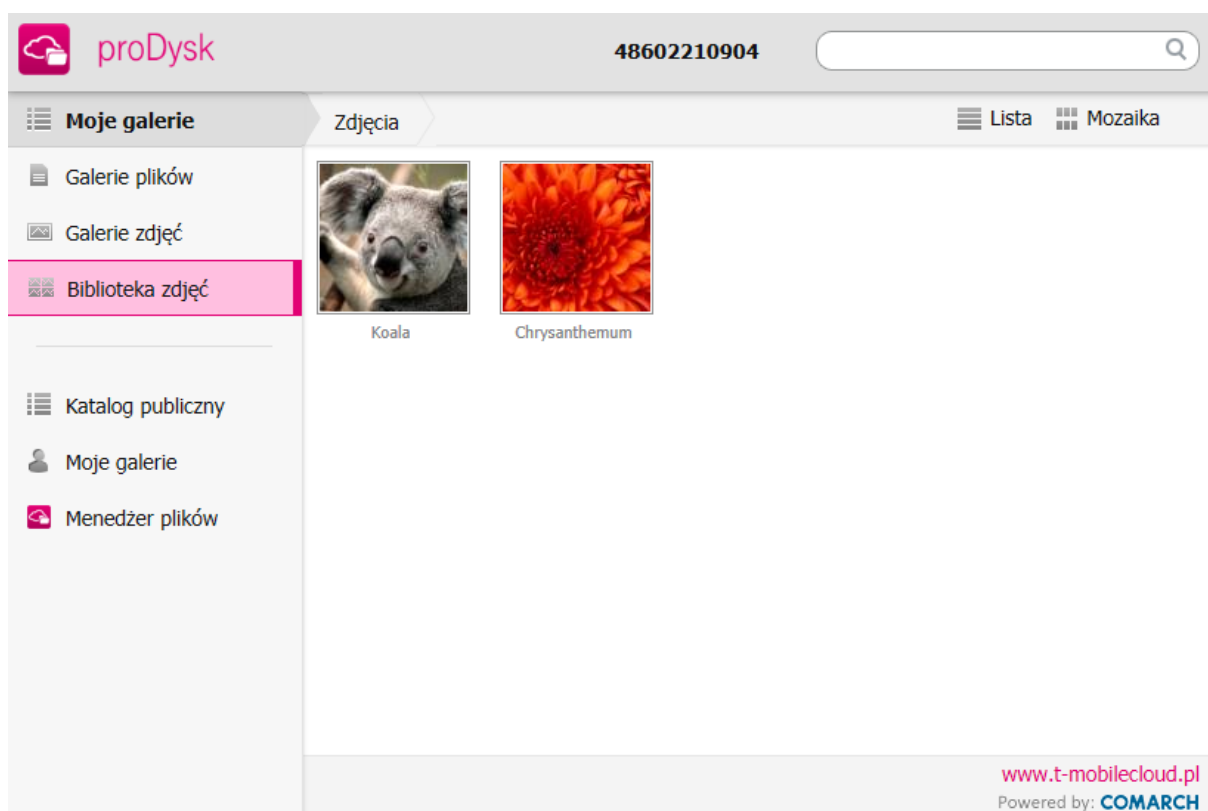 proDysk
48602210904
Moje galerie
Zdjęcia
Lista
Mozaika
Galerie plików
Galerie zdjęć
Biblioteka zdjęć
Koala
Chrysanthemum
Katalog publiczny
Moje galerie
Menedżer plików
www.t-mobilecloud.pl
Powered by: COMARCH